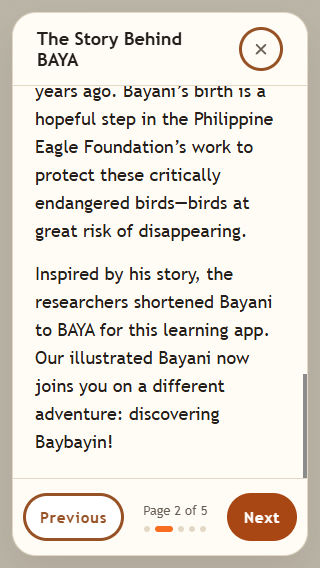 The Story Behind
BAYA
years ago. Bayani’s birth is a
hopeful step in the Philippine
Eagle Foundation’s work to
protect these critically
endangered birds—birds at
great risk of disappearing.
Inspired by his story, the
researchers shortened Bayani
to BAYA for this learning app.
Our illustrated Bayani now
joins you on a different
adventure: discovering
Baybayin!
Previous
Page 2 of 5
Next